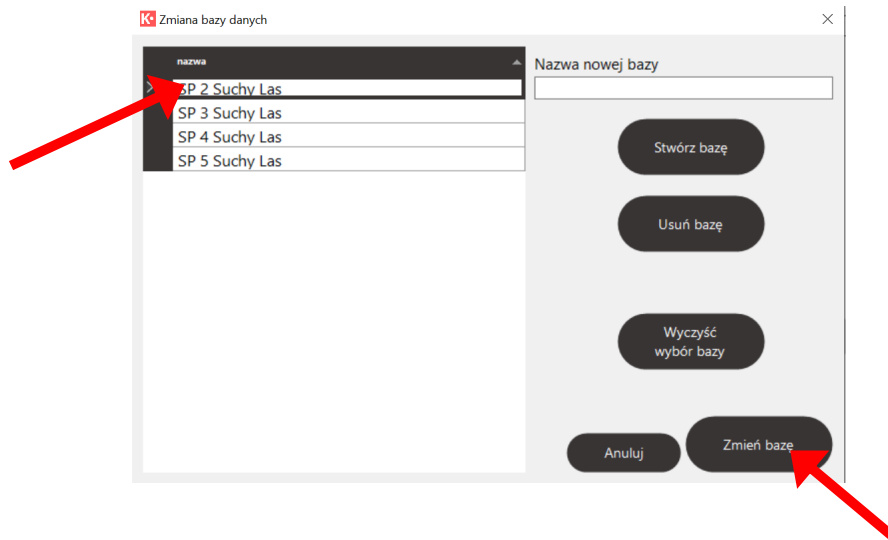 K Zmiana bazy danych
nazwa
SP 2 Suchy Las
SP 3 Suchy Las
SP 4 Suchy Las
SP 5 Suchy Las
Nazwa nowej bazy
Stwórz bazę
Usuń bazę
Wyczyść
wybór bazy
Anuluj
Zmień bazę